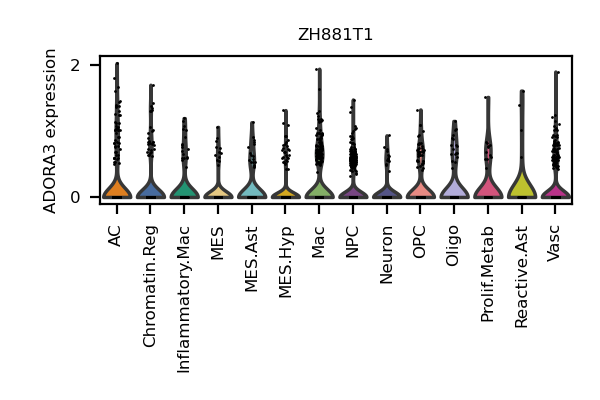 ZH881T1
ADORA3 expression
2
0
AC
Chromatin.Reg
Inflammatory.Mac
MES
MES.Ast
MES.Hyp
Mac
NPC
Neuron
OPC
Oligo
Prolif.Metab
Reactive.Ast
Vasc